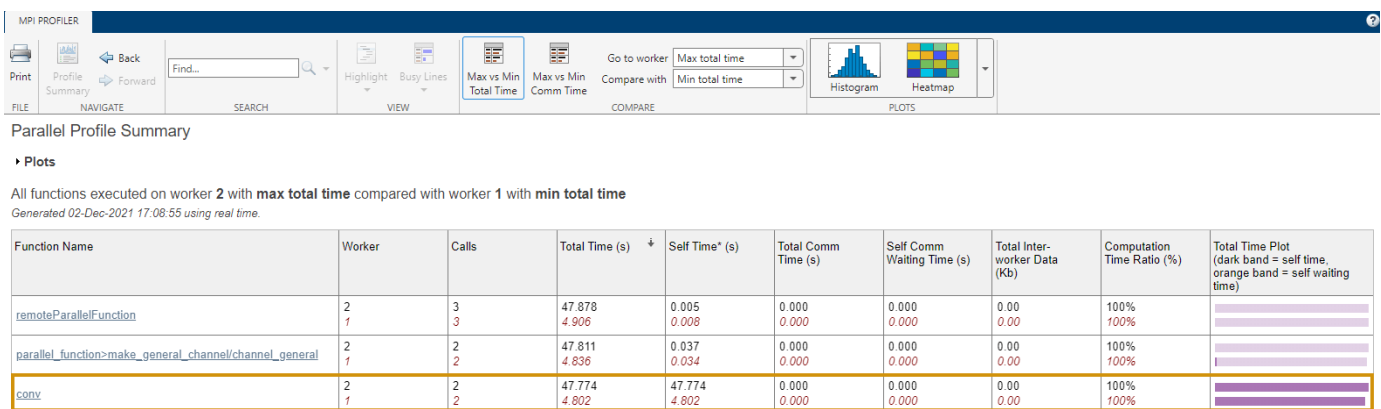 MPI PROFILER
?
Print
Profile Summary
Back
Forward
Find...
Highlight
Busy Lines
Max vs Min Total Time
Max vs Min Comm Time
Go to worker Max total time
Compare with Min total time
Histogram
Heatmap
FILE NAVIGATE SEARCH VIEW COMPARE PLOTS
Parallel Profile Summary
Plots
All functions executed on worker 2 with max total time compared with worker 1 with min total time
Generated 02-Dec-2021 17:08:55 using real time.
Function Name Worker Calls Total Time (s) Self Time* (s) Total Comm Self Comm Total Inter- Computation Total Time Plot
Time (s) Waiting Time (s) worker Data Time Ratio (%) (dark band = self time,
(Kb) orange band = self waiting
time)
remoteParallelFunction 2 3 47.878 0.005 0.000 0.000 0.00 100%
1 3 4.906 0.008 0.000 0.000 0.00 100%
parallel_function>make_general_channel/channel_general 2 2 47.811 0.037 0.000 0.000 0.00 100%
1 2 4.836 0.034 0.000 0.000 0.00 100%
conv 2 2 47.774 47.774 0.000 0.000 0.00 100%
1 2 4.802 4.802 0.000 0.000 0.00 100%